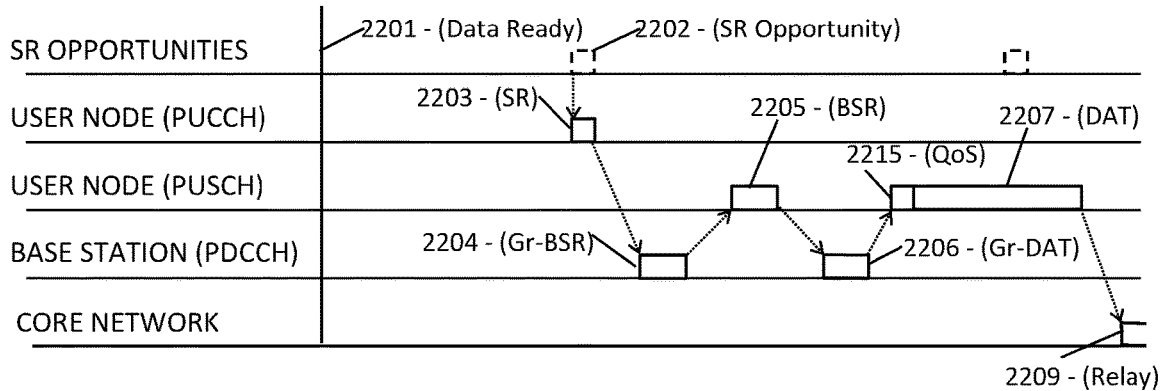 2201 - (Data Ready)
2202 - (SR Opportunity)
SR OPPORTUNITIES
2203 - (SR)
2205 - (BSR)
2207 - (DAT)
USER NODE (PUCCH)
2215 - (QoS)
USER NODE (PUSCH)
2204 - (Gr-BSR)
2206 - (Gr-DAT)
BASE STATION (PDCCH)
CORE NETWORK
2209 - (Relay)